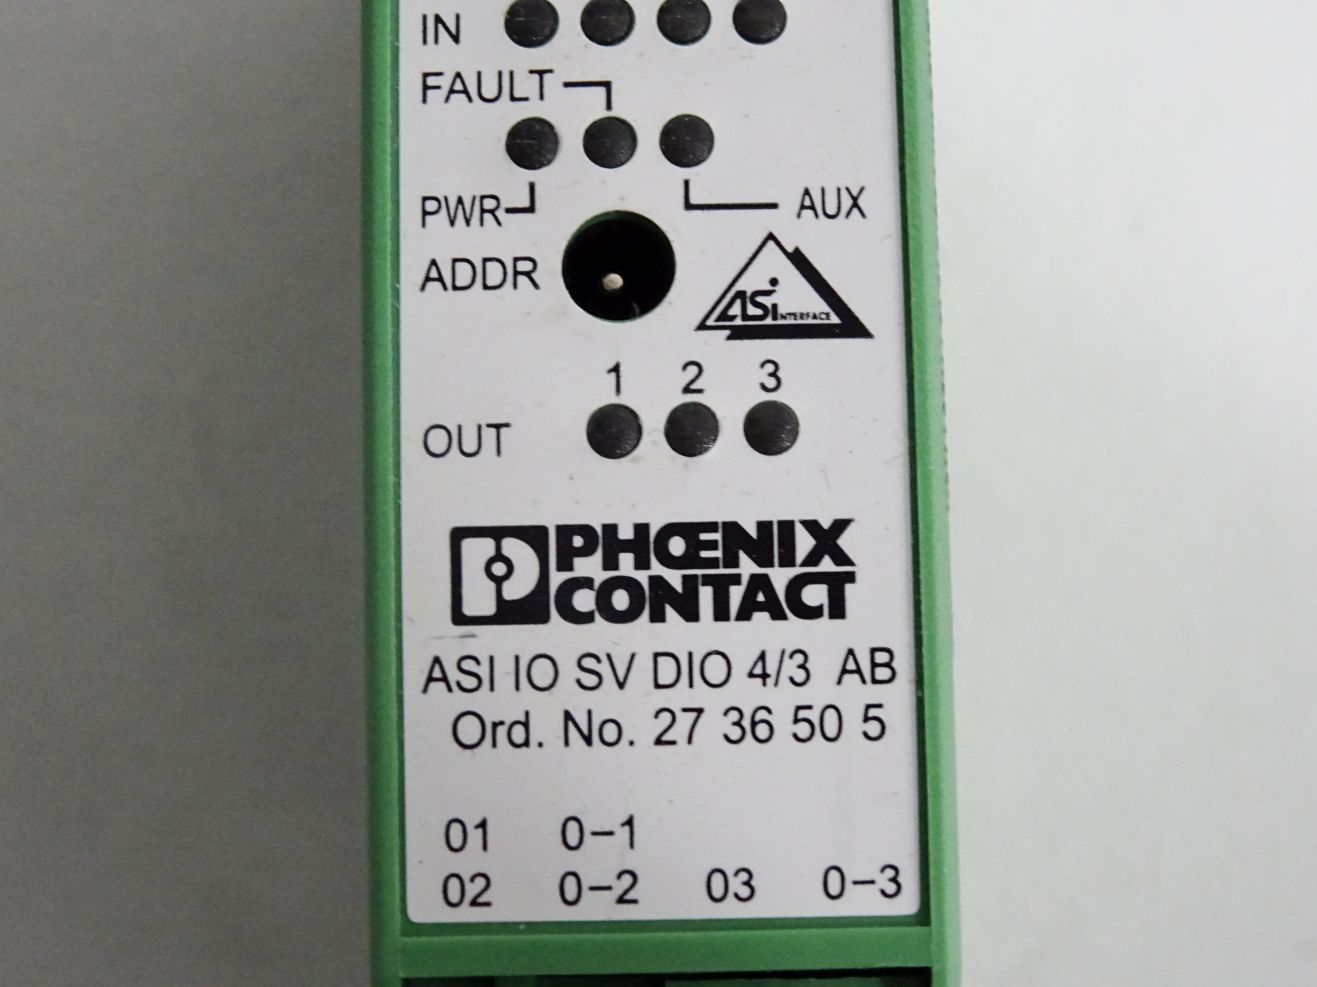 IN
FAULT
PWR
AUX
ADDR
ASi INTERFACE
1 2 3
OUT
PHŒNIX
CONTACT
ASI IO SV DIO 4/3 AB
Ord. No. 27 36 50 5
01 0–1
02 0–2 03 0–3